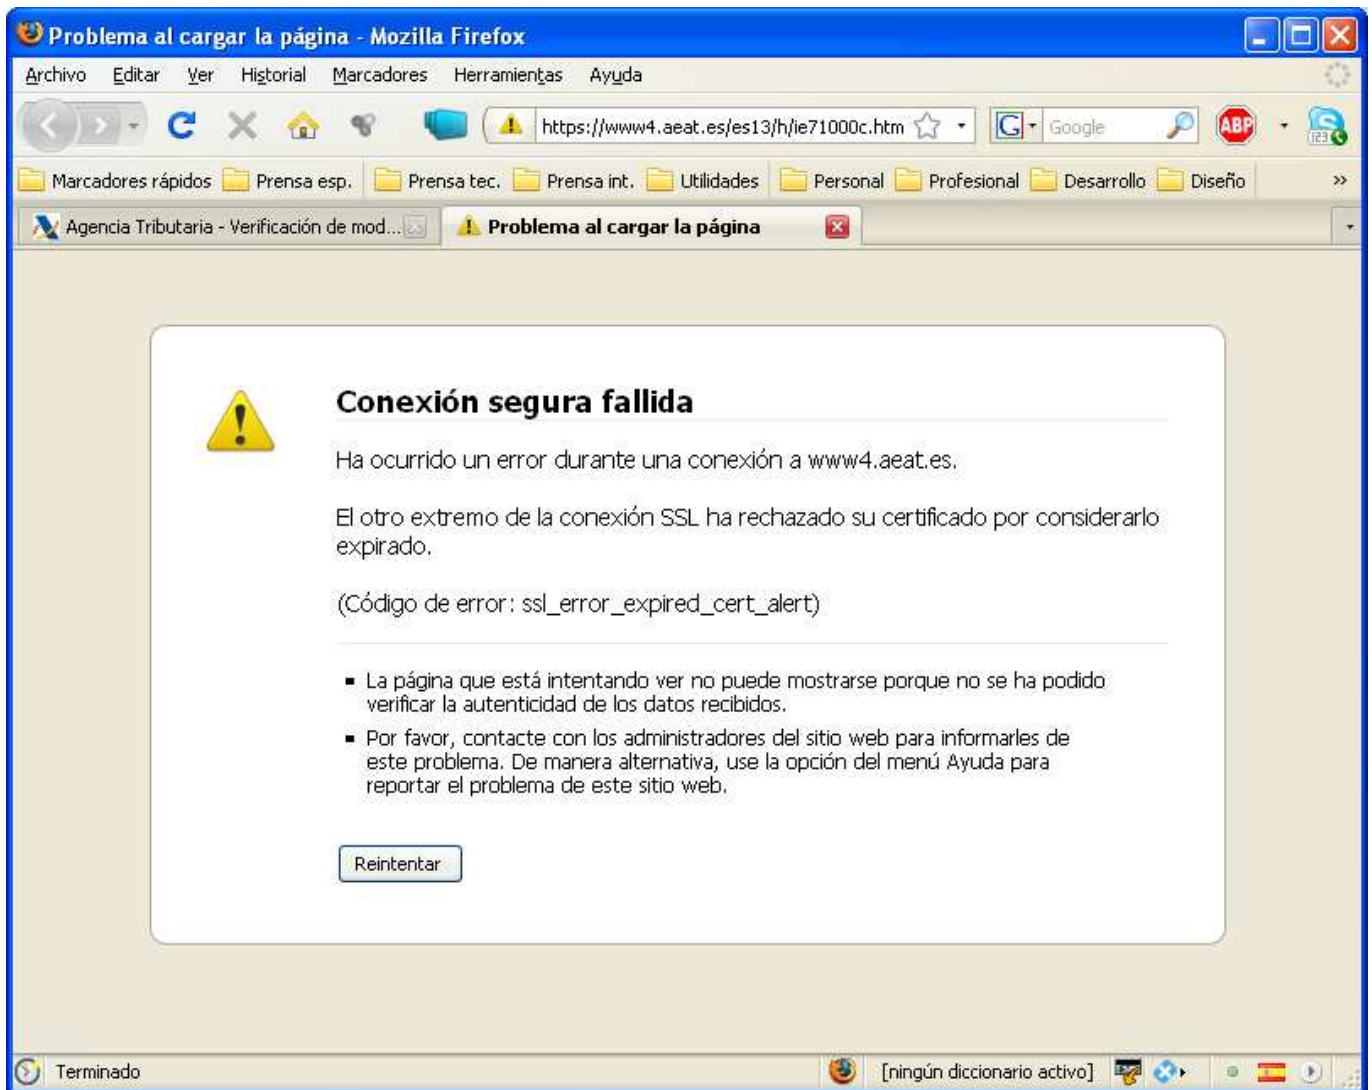 Problema al cargar la página - Mozilla Firefox
Archivo Editar Ver Historial Marcadores Herramientas Ayuda
https://www4.aeat.es/es13/h/ie71000c.htm G Google ABP 123
Marcadores rápidos Prensa esp. Prensa tec. Prensa int. Utilidades Personal Profesional Desarrollo Diseño »
Agencia Tributaria - Verificación de mod... Problema al cargar la página
Conexión segura fallida
Ha ocurrido un error durante una conexión a www4.aeat.es.
El otro extremo de la conexión SSL ha rechazado su certificado por considerarlo
expirado.
(Código de error: ssl_error_expired_cert_alert)
▪ La página que está intentando ver no puede mostrarse porque no se ha podido
verificar la autenticidad de los datos recibidos.
▪ Por favor, contacte con los administradores del sitio web para informarles de
este problema. De manera alternativa, use la opción del menú Ayuda para
reportar el problema de este sitio web.
Reintentar
Terminado [ningún diccionario activo]